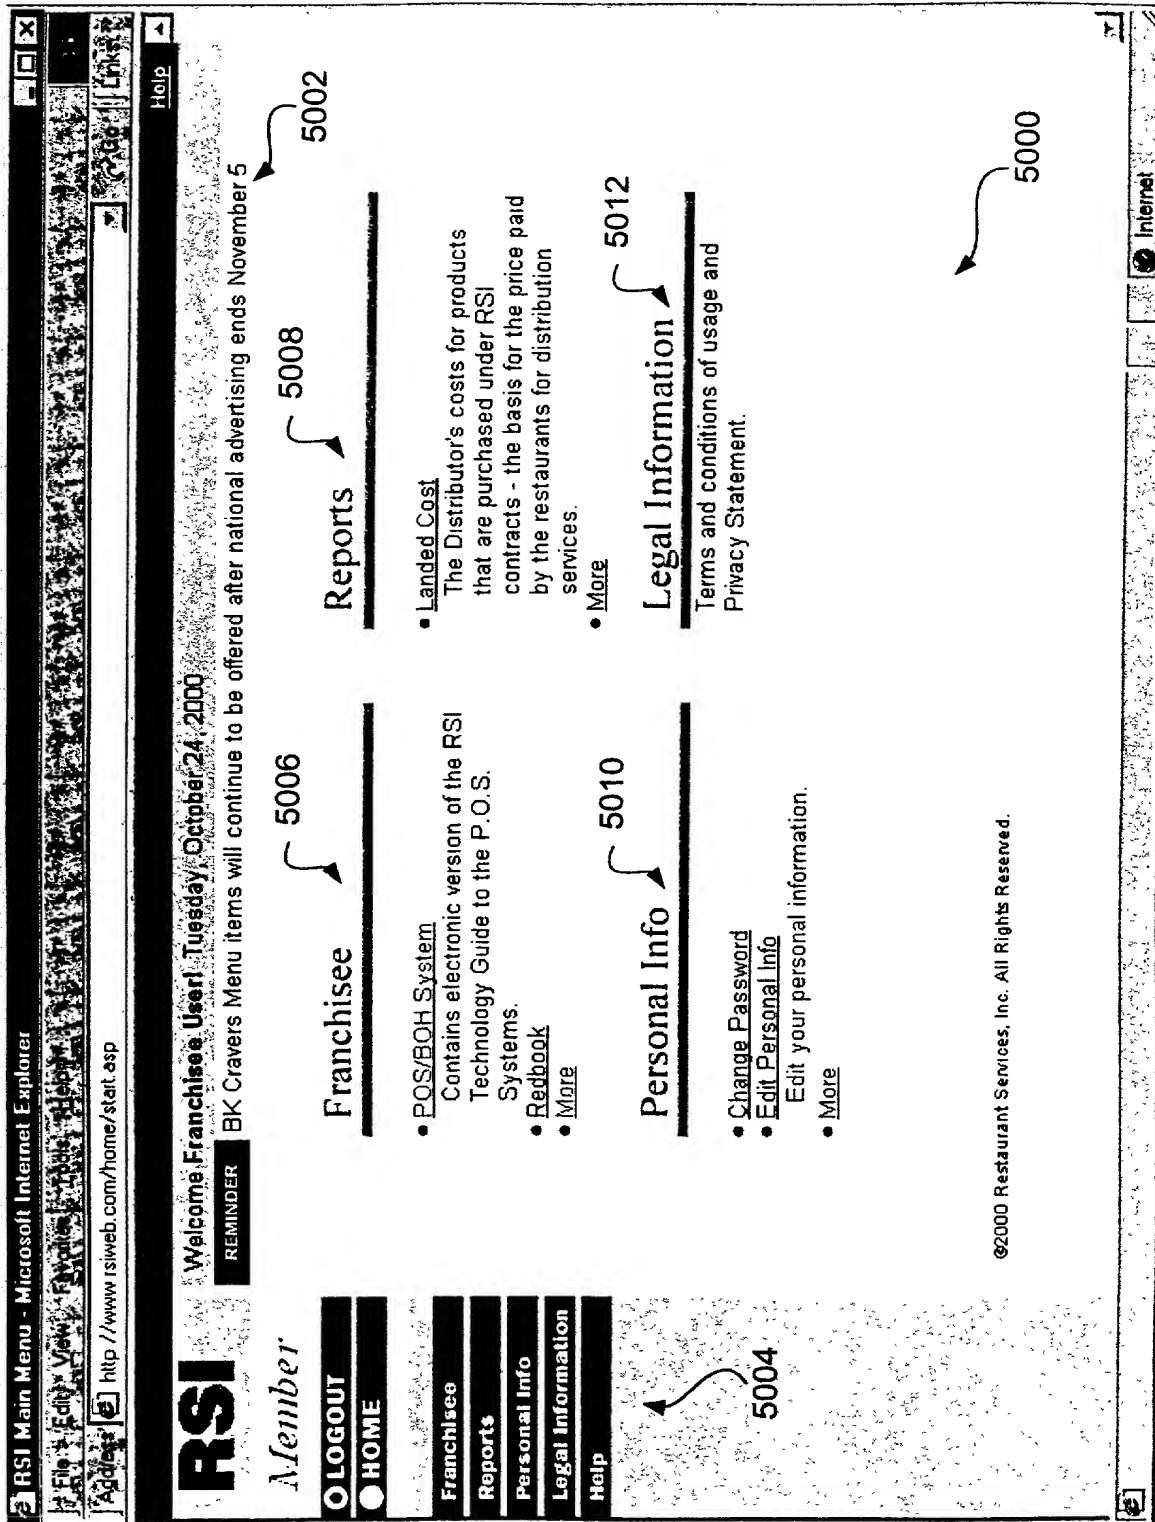 RSI Main Menu - Microsoft Internet Explorer
File Edit View Favorites Tools Help
Address http://www.rsiweb.com/home/start.asp Go Links
Help
RSI
Welcome Franchisee User! Tuesday, October 24, 2000
REMINDER BK Cravers Menu items will continue to be offered after national advertising ends November 5
5002
Member
LOGOUT
HOME
Franchisee
Reports
Personal Info
Legal Information
Help
5004
Franchisee
5006
• POS/BOH System
Contains electronic version of the RSI
Technology Guide to the P.O.S.
Systems.
• Redbook
• More
Reports
5008
• Landed Cost
The Distributor's costs for products
that are purchased under RSI
contracts - the basis for the price paid
by the restaurants for distribution
services.
• More
Personal Info
5010
• Change Password
• Edit Personal Info
Edit your personal information.
• More
Legal Information
5012
Terms and conditions of usage and
Privacy Statement.
5000
©2000 Restaurant Services, Inc. All Rights Reserved.
Internet